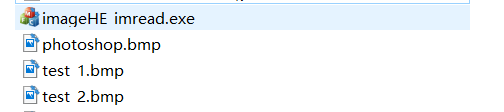 imageHE imread.exe
photoshop.bmp
test 1.bmp
test 2.bmp